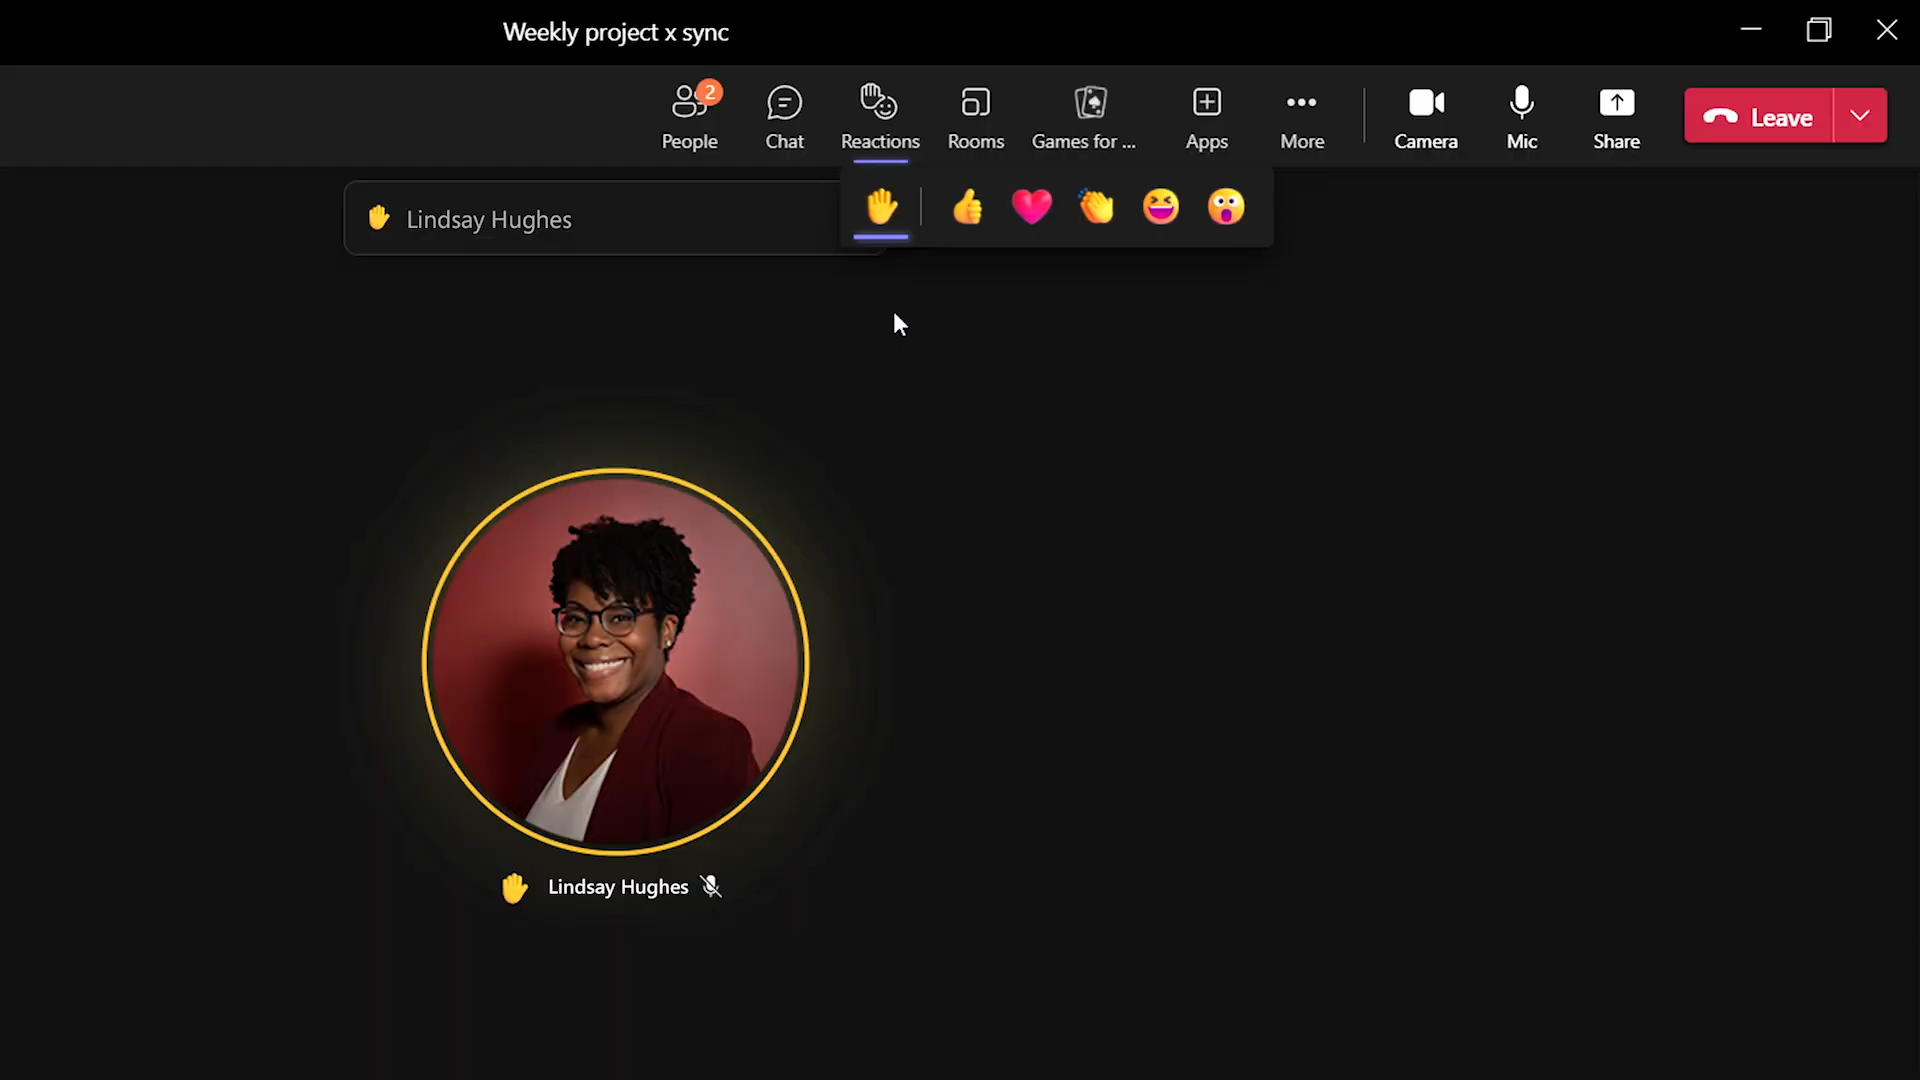 Weekly project x sync
2
People
Chat
Reactions
Rooms
Games for ...
Apps
More
Camera
Mic
Share
Leave
Lindsay Hughes
Lindsay Hughes